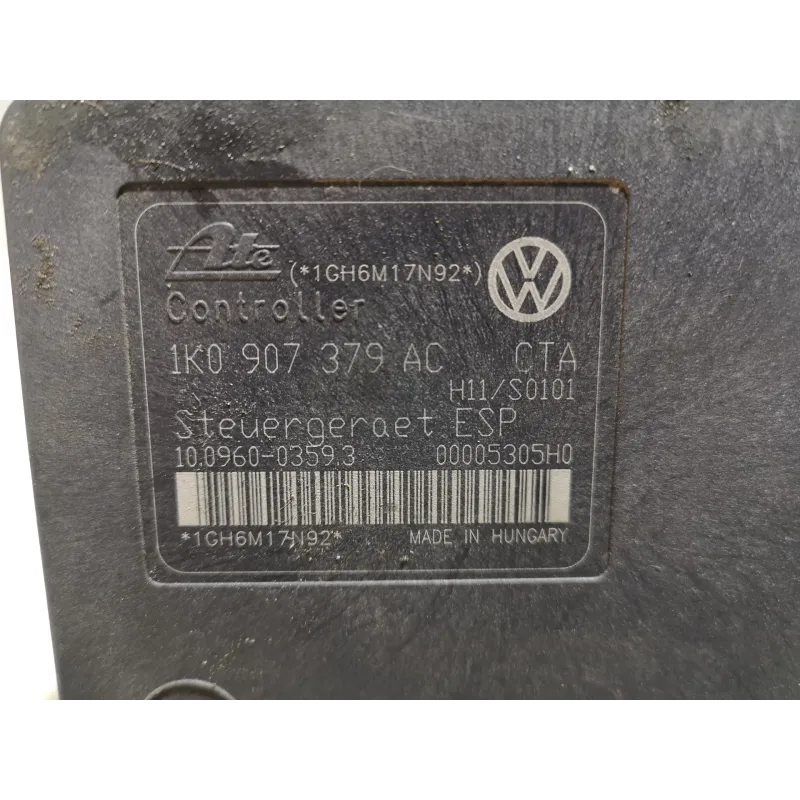 Ate (*1GH6M17N92*) VW
Controller
1K0 907 379 AC CTA
H11/S0101
Steuergeraet ESP
10.0960-0359.3 00005305H0
*1GH6M17N92* MADE IN HUNGARY